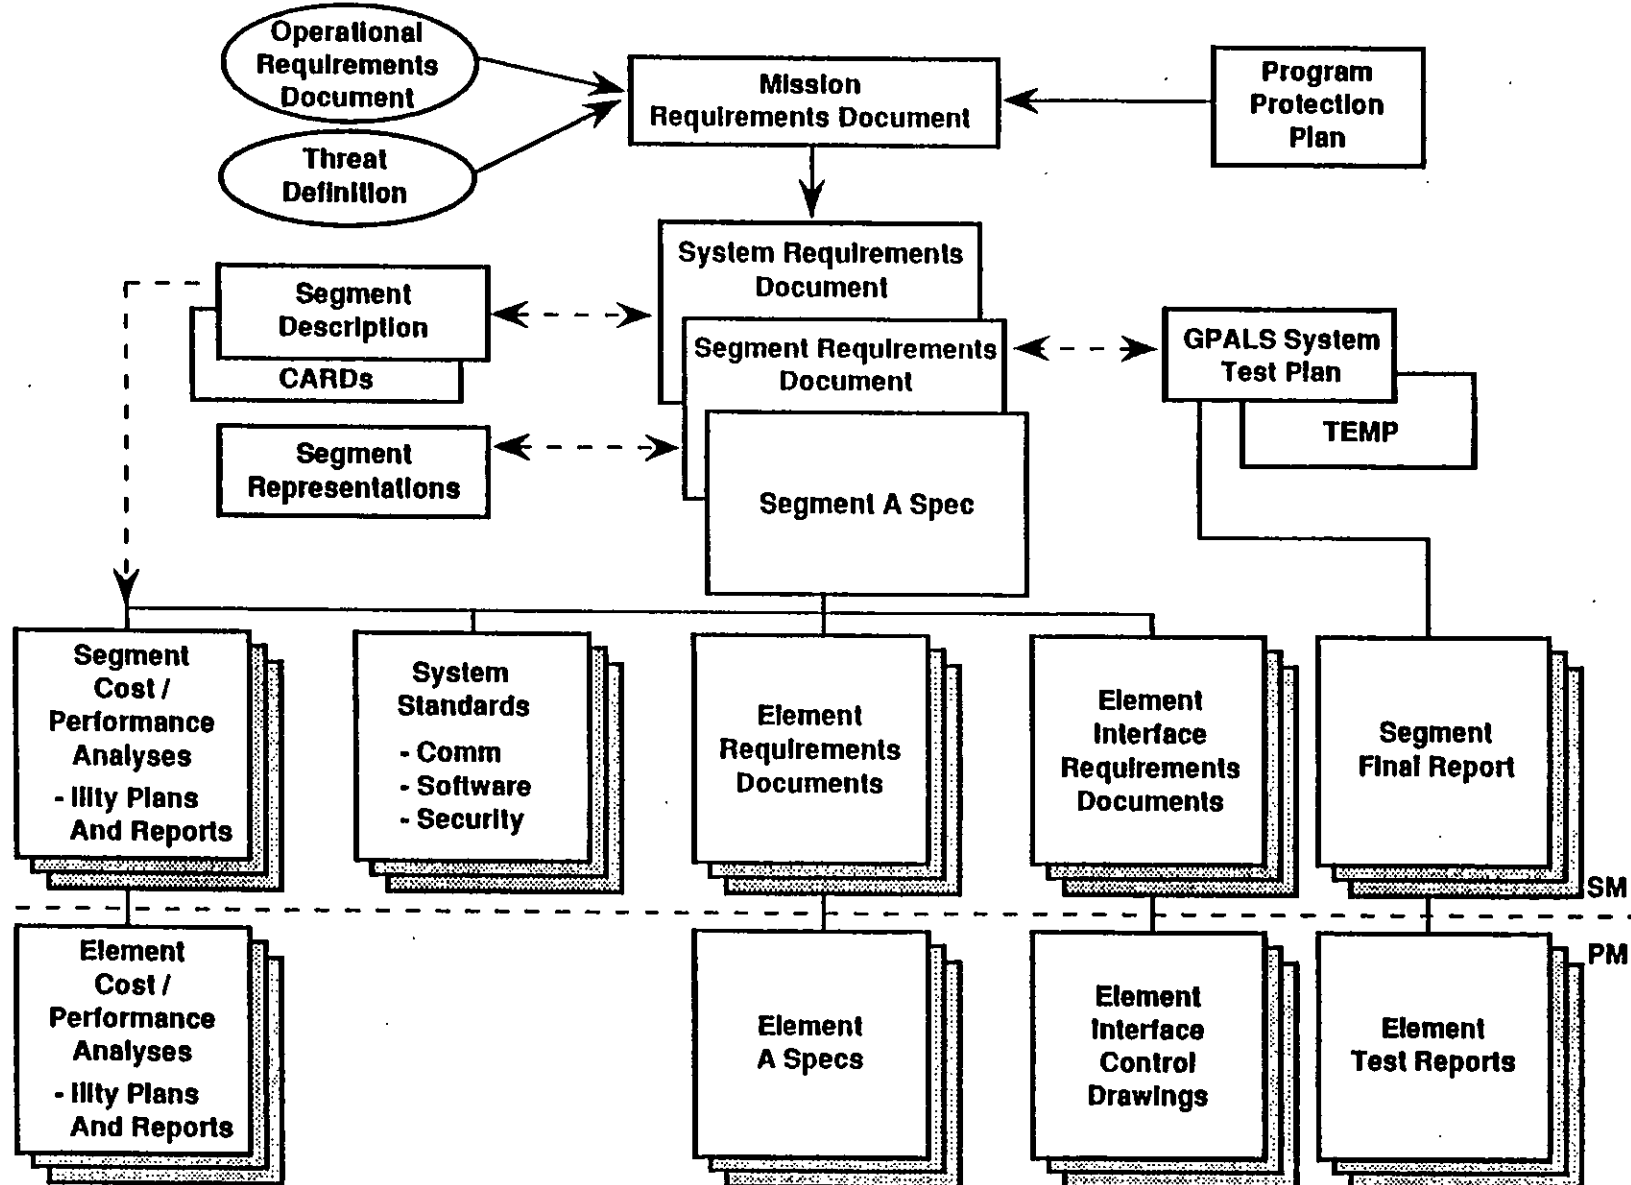 Operational
Requirements
Document
Mission
Requirements Document
Program
Protection
Plan
Threat
Definition
System Requirements
Document
Segment
Description
CARDs
Segment Requirements
Document
GPALS System
Test Plan
TEMP
Segment
Representations
Segment A Spec
Segment
Cost /
Performance
Analyses
- Ility Plans
And Reports
System
Standards
- Comm
- Software
- Security
Element
Requirements
Documents
Element
Interface
Requirements
Documents
Segment
Final Report
SM
PM
Element
Cost /
Performance
Analyses
- Ility Plans
And Reports
Element
A Specs
Element
Interface
Control
Drawings
Element
Test Reports